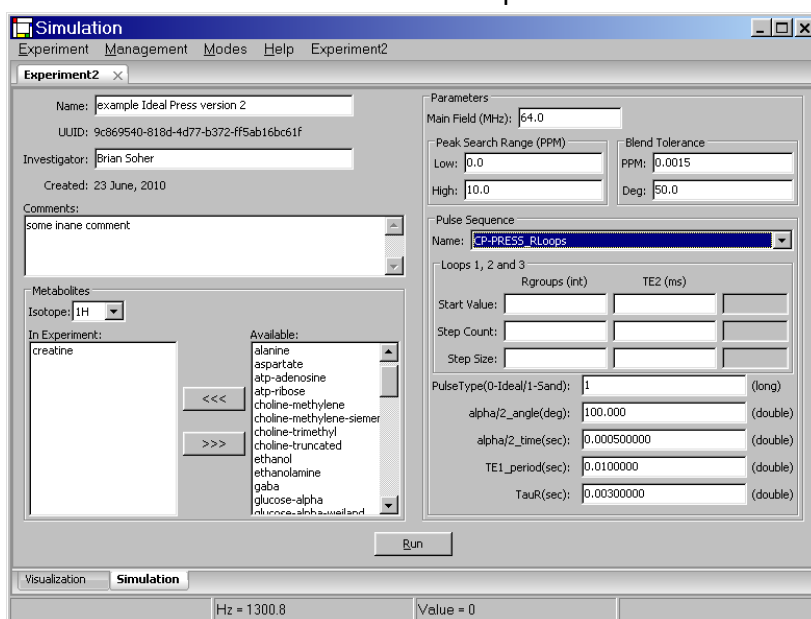 Simulation
Experiment Management Modes Help Experiment2
Experiment2
Name: example Ideal Press version 2
UUID: 9c869540-818d-4d77-b372-ff5ab16bc61f
Investigator: Brian Soher
Created: 23 June, 2010
Comments:
some inane comment
Metabolites
Isotope: 1H
In Experiment:
creatine
<<<
>>>
Available:
alanine
aspartate
atp-adenosine
atp-ribose
choline-methylene
choline-methylene-siemer
choline-trimethyl
choline-truncated
ethanol
ethanolamine
gaba
glucose-alpha
glucose-alpha-weiland
Parameters
Main Field (MHz): 64.0
Peak Search Range (PPM)
Low: 0.0
High: 10.0
Blend Tolerance
PPM: 0.0015
Deg: 50.0
Pulse Sequence
Name: CP-PRESS_RLoops
Loops 1, 2 and 3
Rgroups (int) TE2 (ms)
Start Value:
Step Count:
Step Size:
PulseType(0-Ideal/1-Sand): 1 (long)
alpha/2_angle(deg): 100.000 (double)
alpha/2_time(sec): 0.000500000 (double)
TE1_period(sec): 0.0100000 (double)
TauR(sec): 0.00300000 (double)
Run
Visualization Simulation
Hz = 1300.8 Value = 0